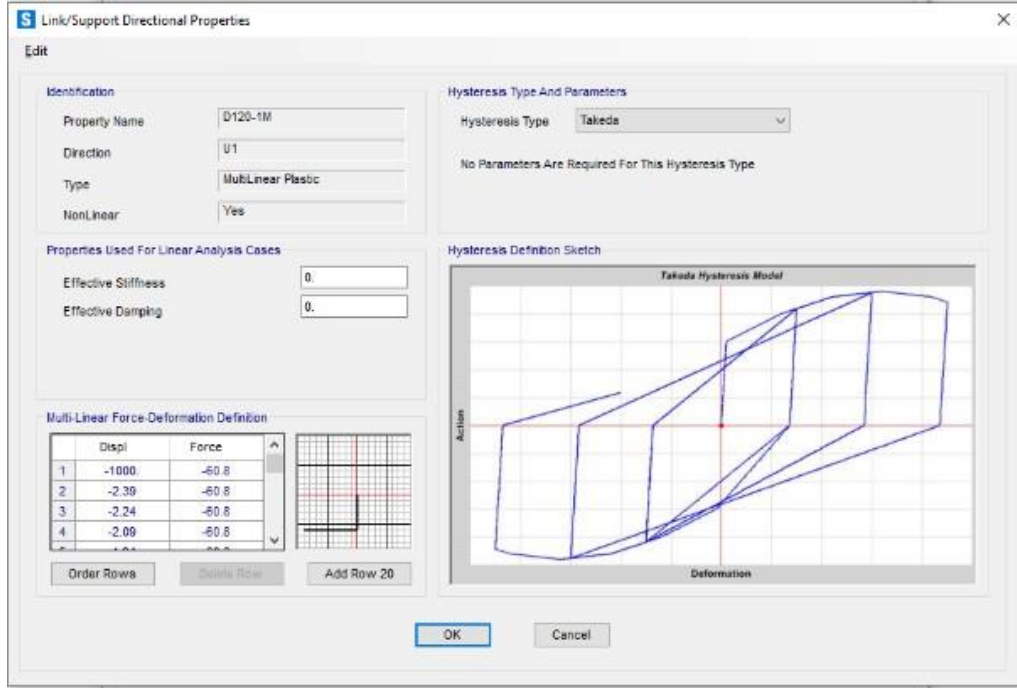 S Link/Support Directional Properties
Edit
Identification
Property Name D120-1M
Direction U1
Type MultiLinear Plastic
NonLinear Yes
Hysteresis Type And Parameters
Hysteresis Type Takeda
No Parameters Are Required For This Hysteresis Type
Properties Used For Linear Analysis Cases
Effective Stiffness 0.
Effective Damping 0.
Hysteresis Definition Sketch
Takeda Hysteresis Model
Action
Deformation
Multi-Linear Force-Deformation Definition
Displ Force
1 -1000. -60.8
2 -2.39 -60.8
3 -2.24 -60.8
4 -2.09 -60.8
Order Rows Delete Row Add Row 20
OK Cancel